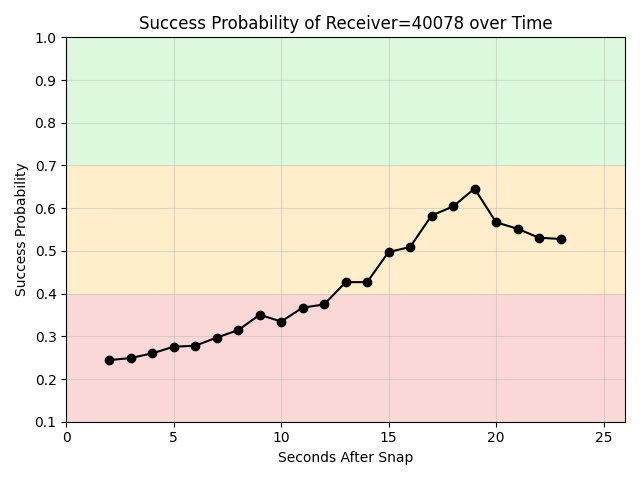 Success Probability of Receiver=40078 over Time
1.0
0.9
0.8
0.7
0.6
0.5
0.4
0.3
0.2
0.1
Success Probability
0 5 10 15 20 25
Seconds After Snap